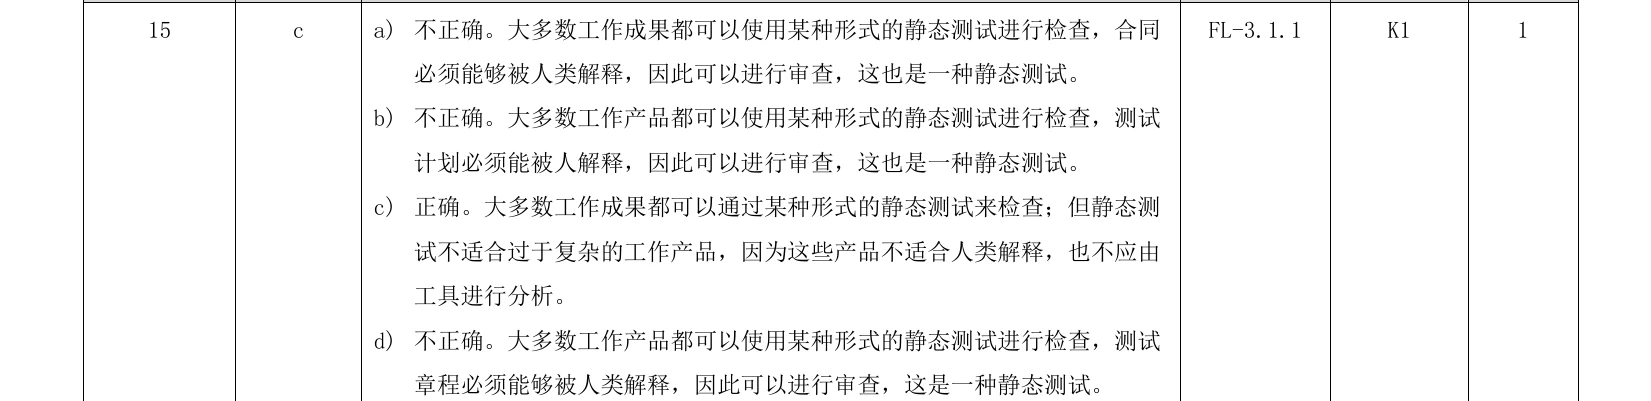 15 c a) 不正确。大多数工作成果都可以使用某种形式的静态测试进行检查，合同 FL-3.1.1 K1 1
必须能够被人类解释，因此可以进行审查，这也是一种静态测试。
b) 不正确。大多数工作产品都可以使用某种形式的静态测试进行检查，测试
计划必须能被人解释，因此可以进行审查，这也是一种静态测试。
c) 正确。大多数工作成果都可以通过某种形式的静态测试来检查；但静态测
试不适合过于复杂的工作产品，因为这些产品不适合人类解释，也不应由
工具进行分析。
d) 不正确。大多数工作产品都可以使用某种形式的静态测试进行检查，测试
章程必须能够被人类解释，因此可以进行审查，这是一种静态测试。